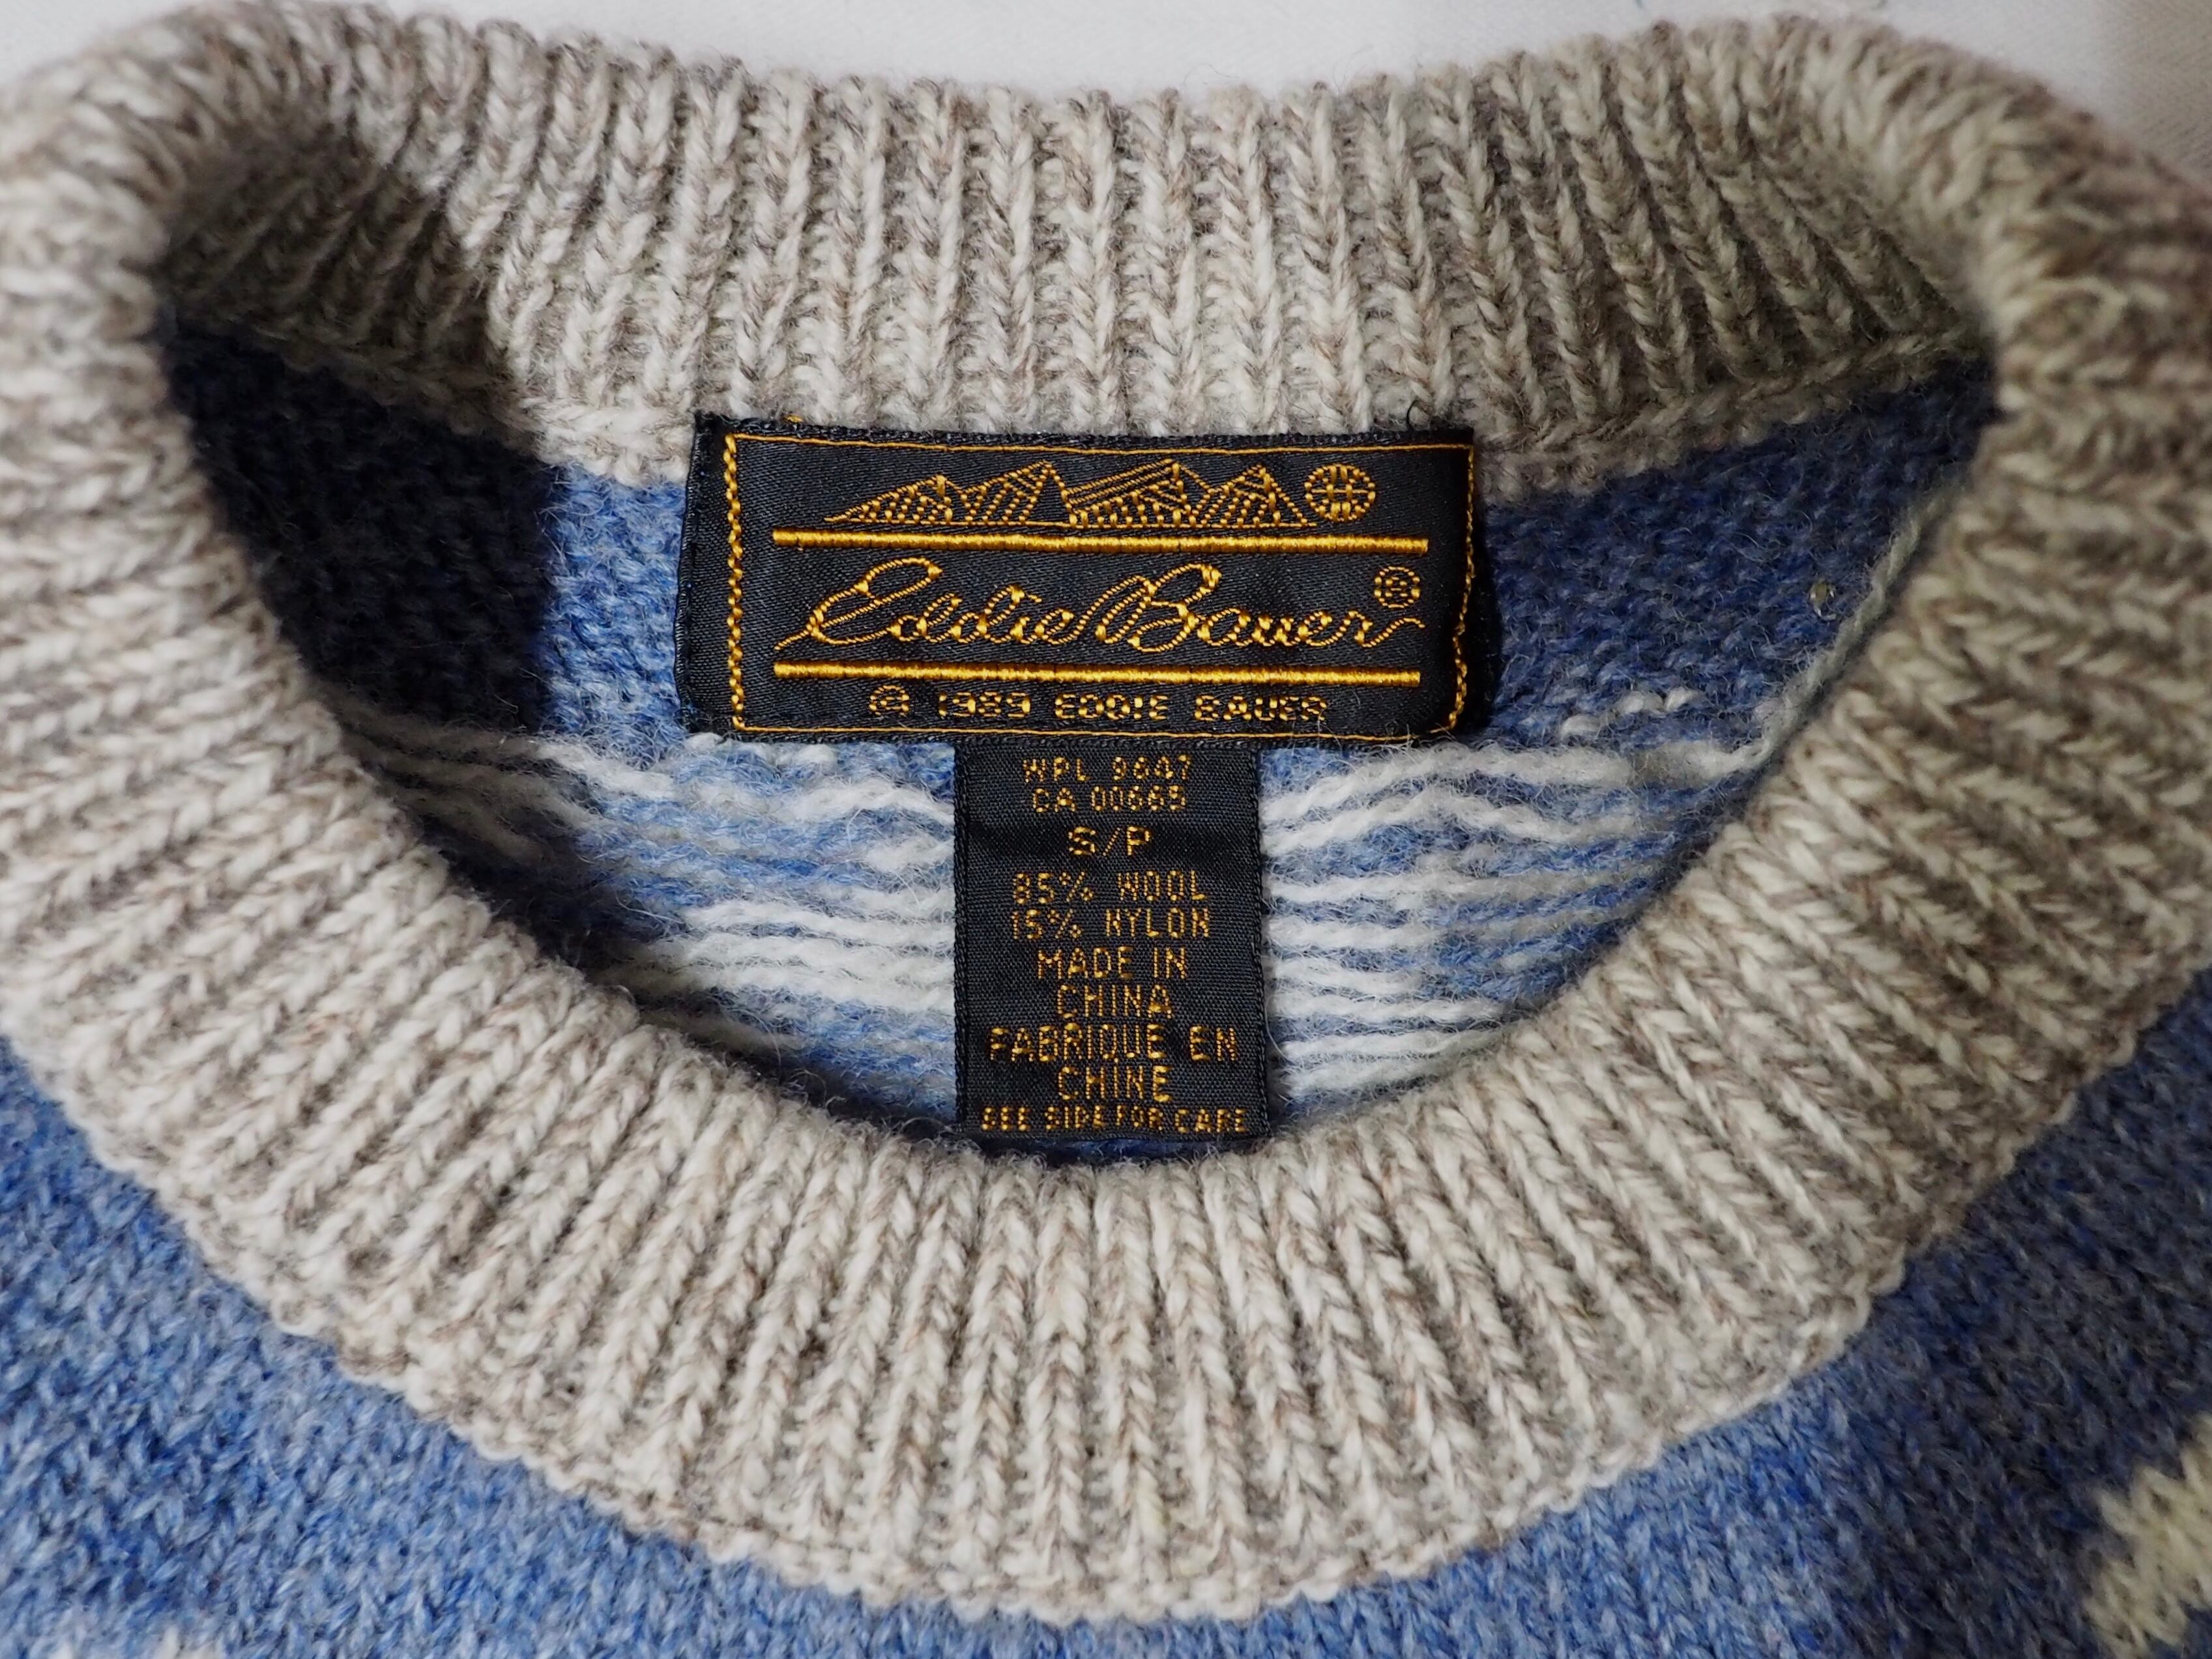 Eddie Bauer®
© 1989 EDDIE BAUER
WPL 9647
CA 00665
S/P
85% WOOL
15% NYLON
MADE IN
CHINA
FABRIQUE EN
CHINE
SEE SIDE FOR CARE